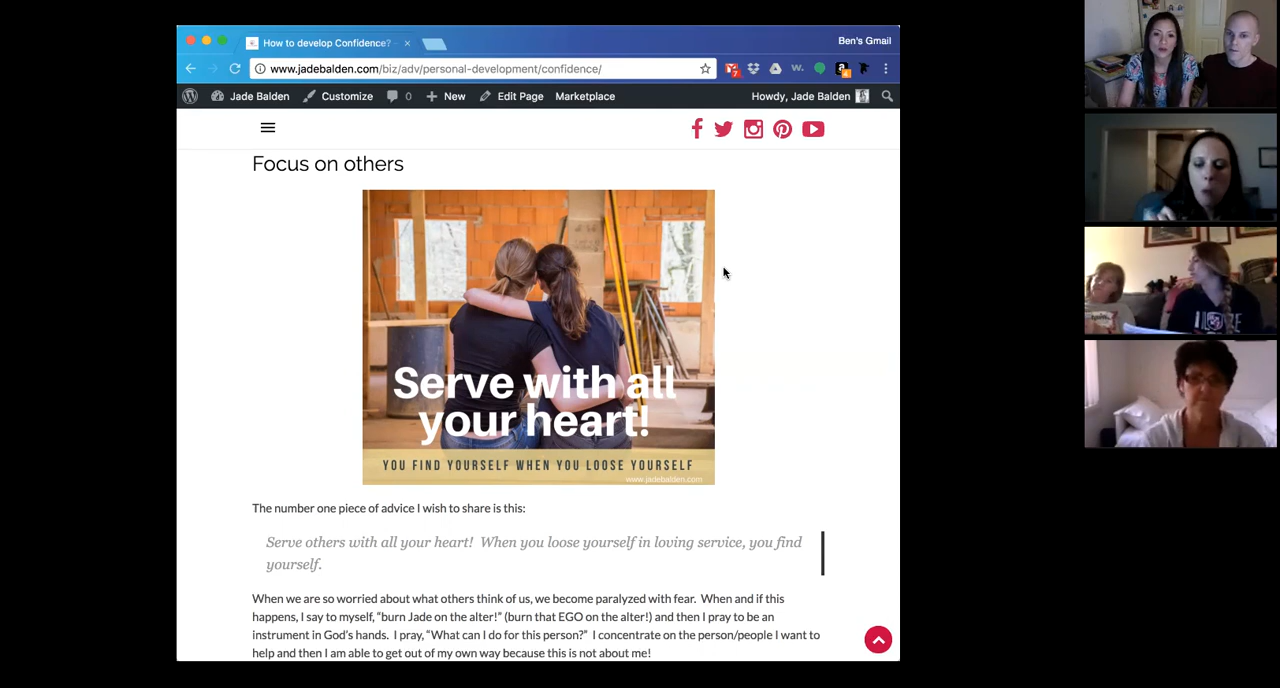 How to develop Confidence?
Ben's Gmail
www.jadebalden.com/biz/adv/personal-development/confidence/
7
w.
4
Jade Balden
Customize
0
New
Edit Page
Marketplace
Howdy, Jade Balden
Focus on others
Serve with all
your heart!
YOU FIND YOURSELF WHEN YOU LOOSE YOURSELF
www.jadebalden.com
The number one piece of advice I wish to share is this:
Serve others with all your heart!  When you loose yourself in loving service, you find
yourself.
When we are so worried about what others think of us, we become paralyzed with fear.  When and if this
happens, I say to myself, “burn Jade on the alter!” (burn that EGO on the alter!) and then I pray to be an
instrument in God’s hands.  I pray, “What can I do for this person?”  I concentrate on the person/people I want to
help and then I am able to get out of my own way because this is not about me!